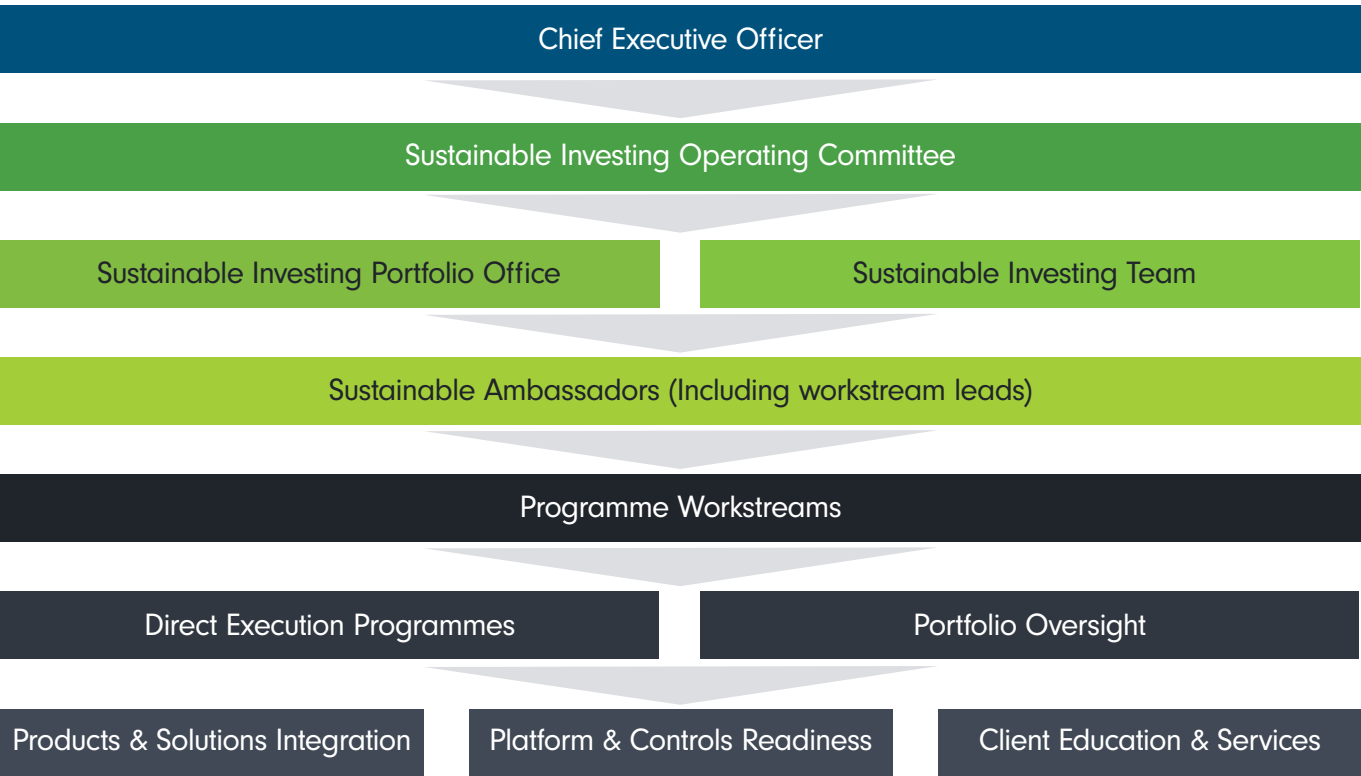 Chief Executive Officer
Sustainable Investing Operating Committee
Sustainable Investing Portfolio Office
Sustainable Investing Team
Sustainable Ambassadors (Including workstream leads)
Programme Workstreams
Direct Execution Programmes
Portfolio Oversight
Products & Solutions Integration
Platform & Controls Readiness
Client Education & Services